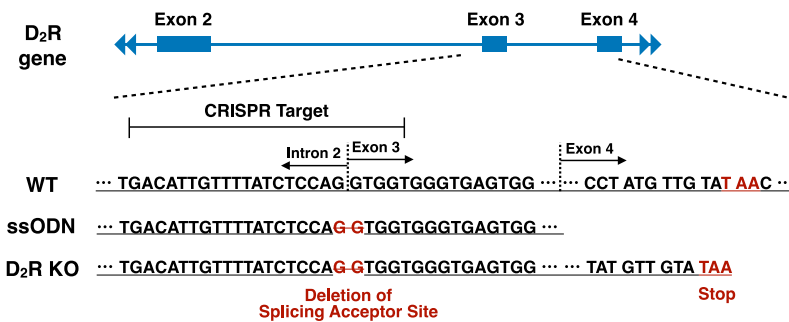 Exon 2 Exon 3 Exon 4
D₂R
gene
CRISPR Target
Intron 2 Exon 3 Exon 4
WT ··· TGACATTGTTTTATCTCCAG GTGGTGGGTGAGTGG ··· ··· CCT ATG TTG TAT AAC ··
ssODN ··· TGACATTGTTTTATCTCCAG GTGGTGGGTGAGTGG ···
D₂R KO ··· TGACATTGTTTTATCTCCAG GTGGTGGGTGAGTGG ··· ··· TAT GTT GTA TAA
Deletion of
Splicing Acceptor Site
Stop